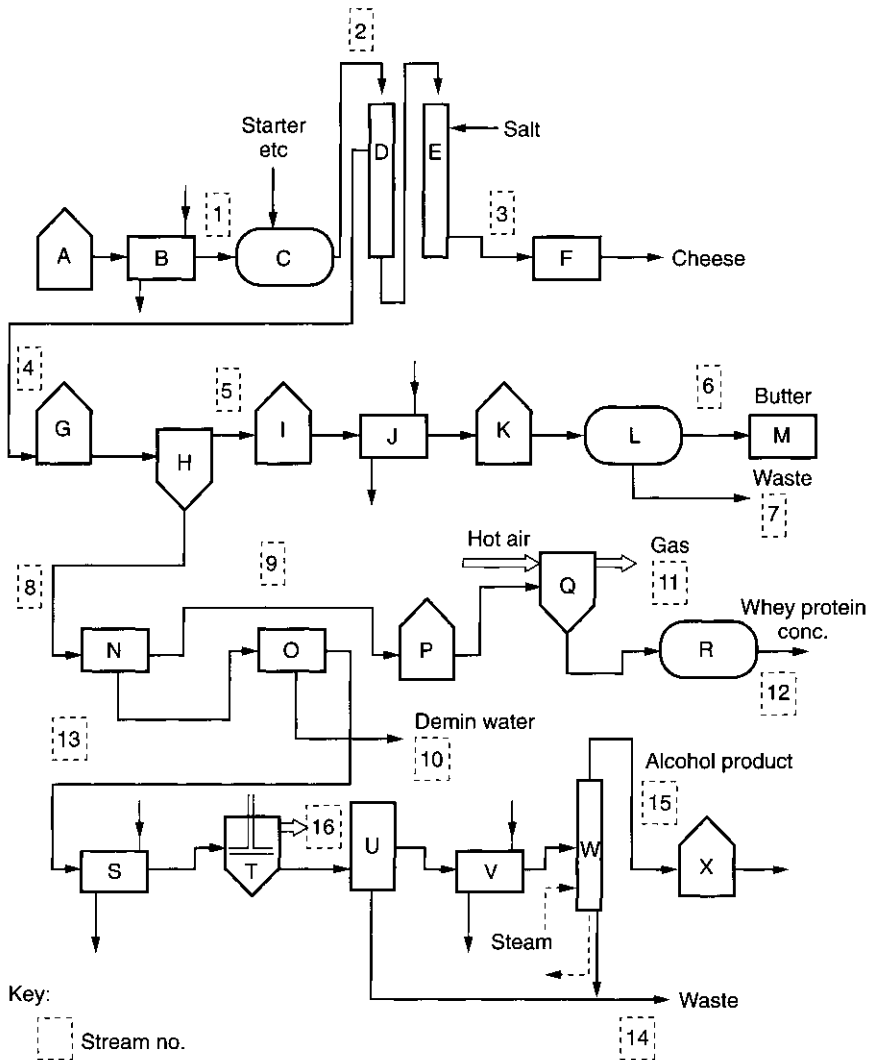 2
Starter
etc
Salt
D
E
1
3
A
B
C
F
Cheese
4
5
6
Butter
G
H
I
J
K
L
M
Waste
7
Hot air
Gas
8
9
11
Q
Whey protein
conc.
N
O
P
R
12
13
Demin water
10
Alcohol product
15
16
S
T
U
V
W
X
Steam
Key:
Waste
Stream no.
14